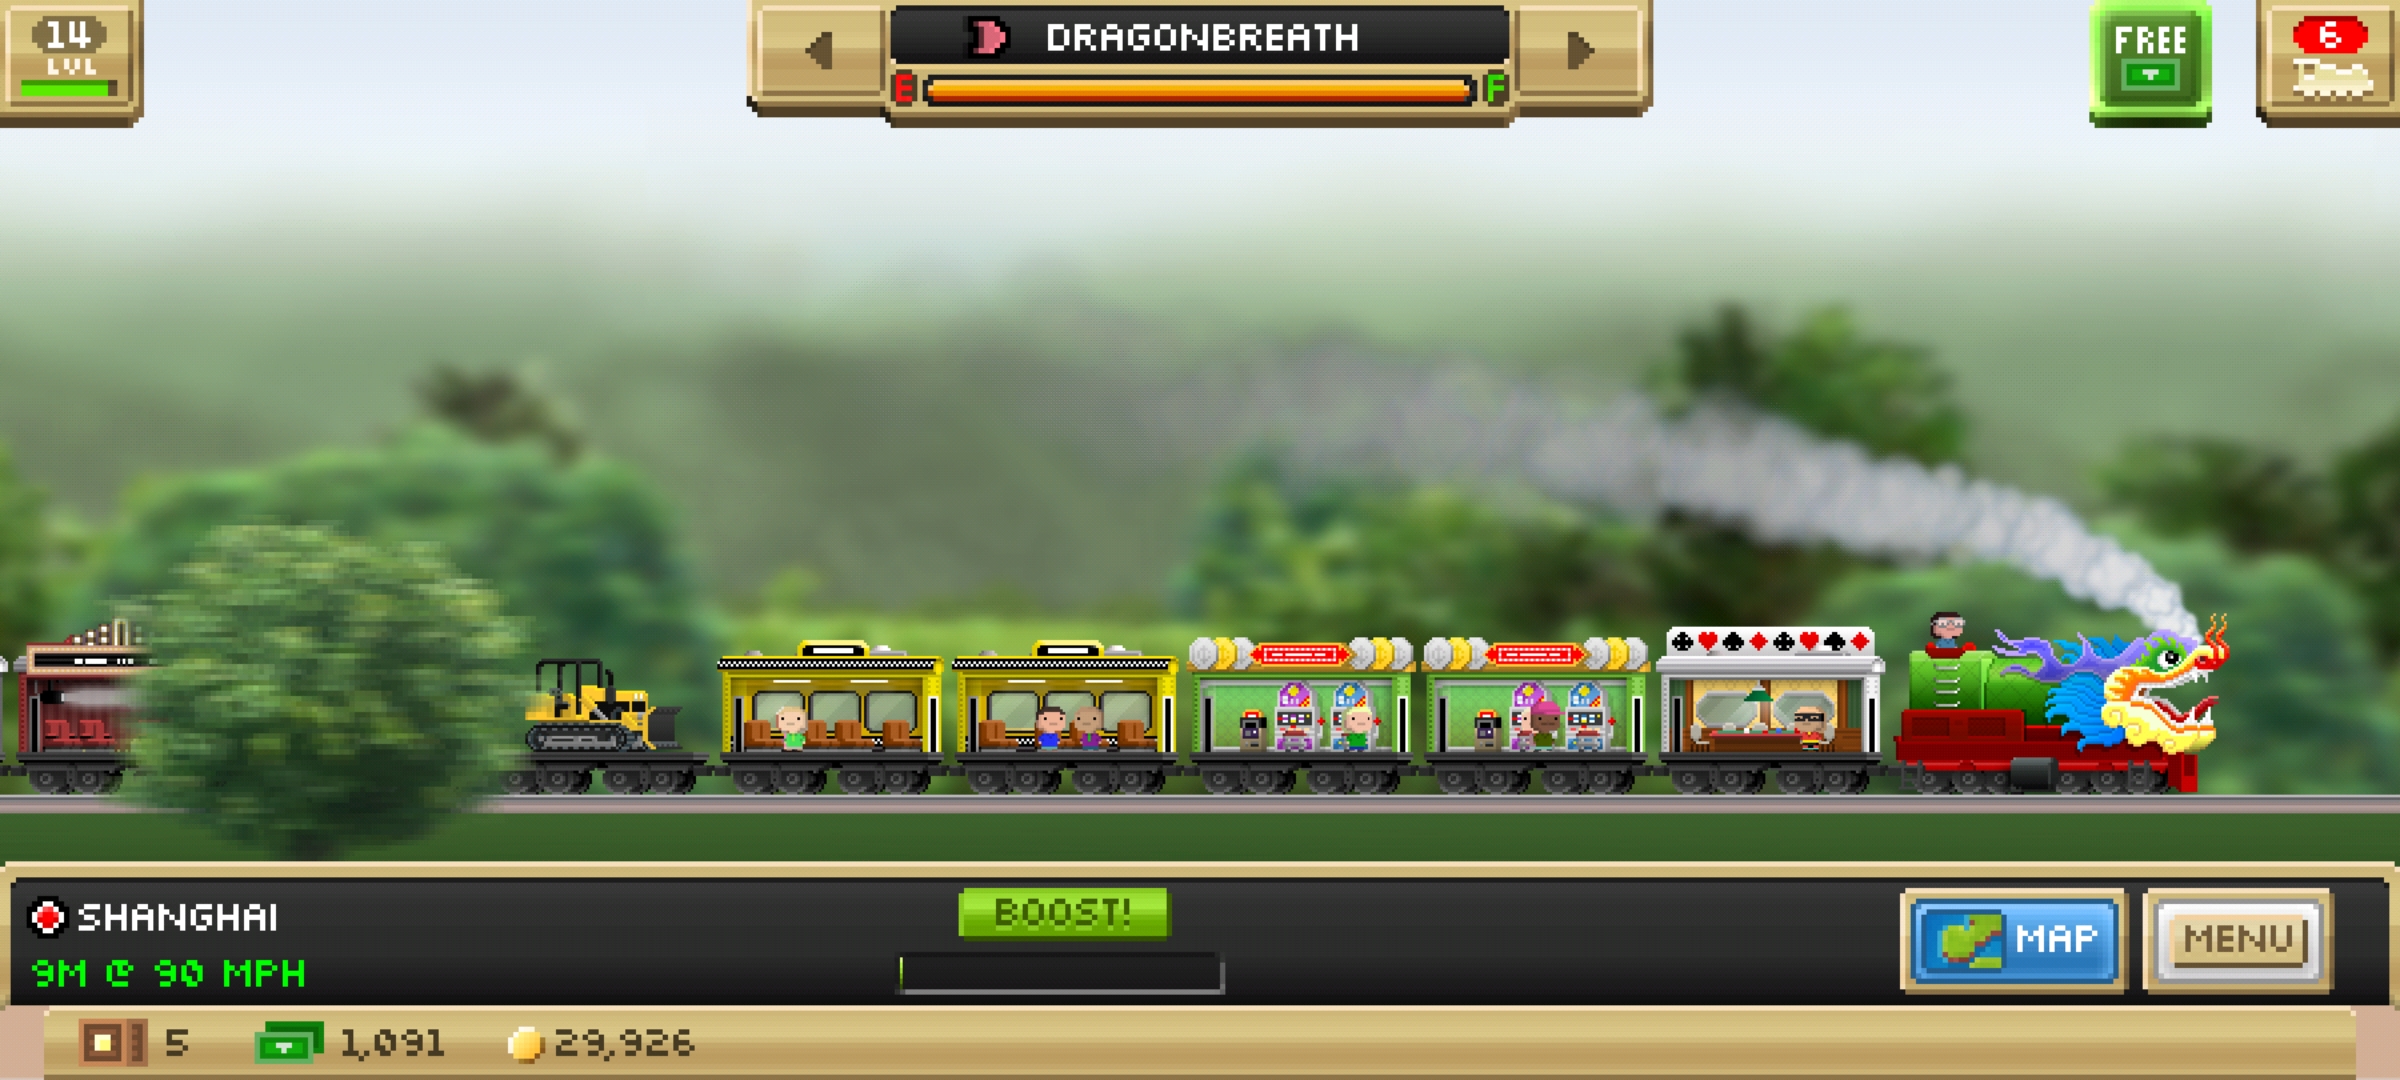 14
LVL
DRAGONBREATH
E F
FREE
6
SHANGHAI
9M @ 90 MPH
BOOST!
MAP
MENU
5 1,091 29,926